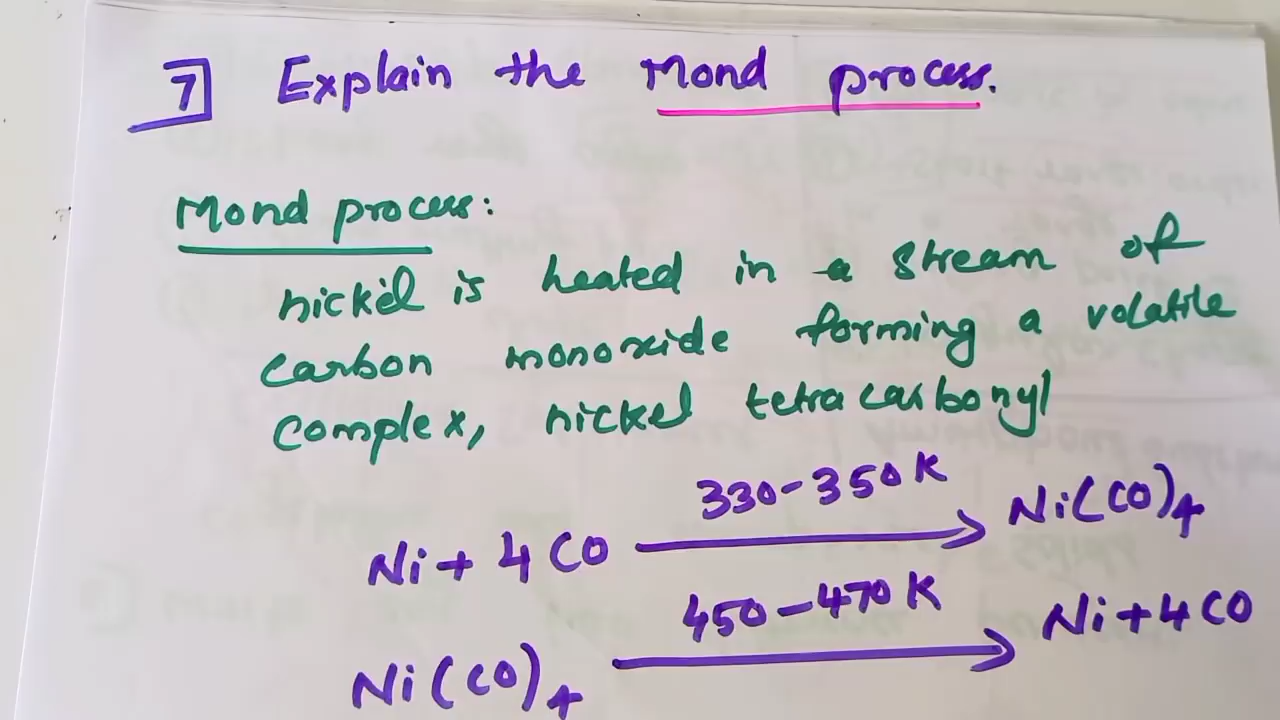 7 Explain the Mond process.
Mond process:
nickel is heated in a stream of
carbon monoxide forming a volatile
complex, nickel tetracarbonyl
Ni + 4 CO 330-350 K → Ni(CO)4
Ni(CO)4 450-470 K → Ni + 4 CO